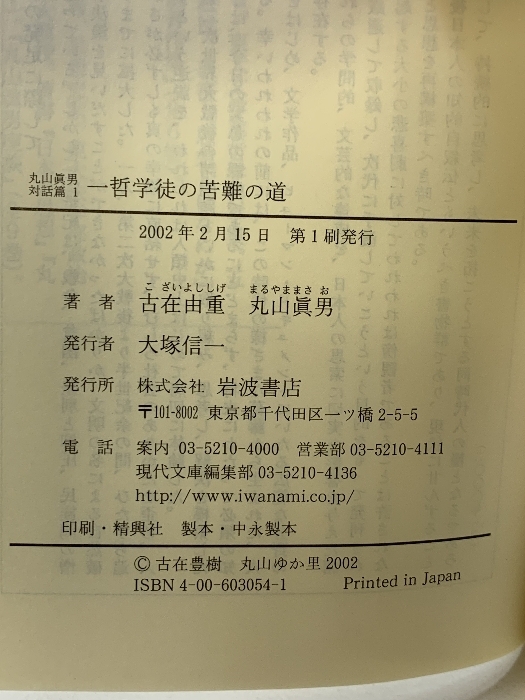 丸山眞男
対話篇 1
一哲学徒の苦難の道
2002年2月15日 第1刷発行
こ ざいよししげ まるやままさ お
著 者 古在由重 丸山眞男
発行者 大塚信一
発行所 株式会社 岩波書店
〒101-8002 東京都千代田区一ツ橋2-5-5
電 話 案内 03-5210-4000 営業部 03-5210-4111
現代文庫編集部 03-5210-4136
http://www.iwanami.co.jp/
印刷・精興社 製本・中永製本
© 古在豊樹 丸山ゆか里 2002
ISBN 4-00-603054-1 Printed in Japan